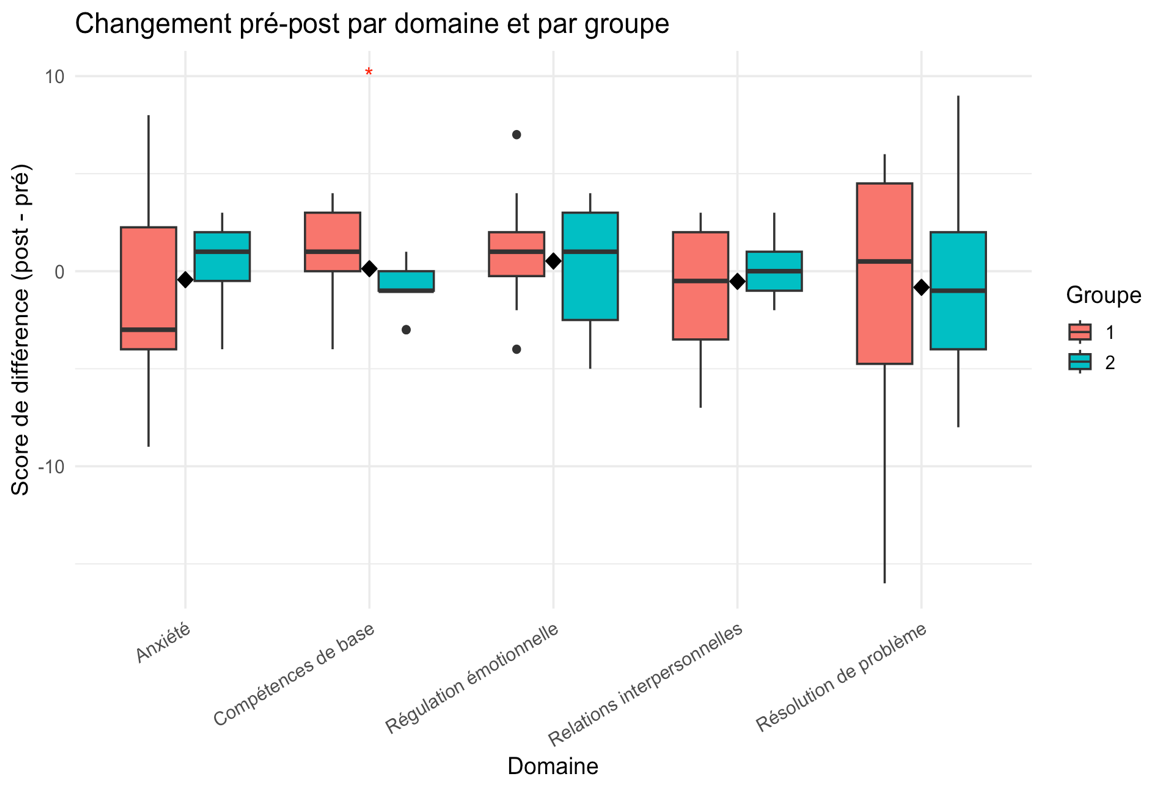 Changement pré-post par domaine et par groupe
Score de différence (post - pré)
10
0
-10
*
Anxiété
Compétences de base
Régulation émotionnelle
Relations interpersonnelles
Résolution de problème
Domaine
Groupe
1
2